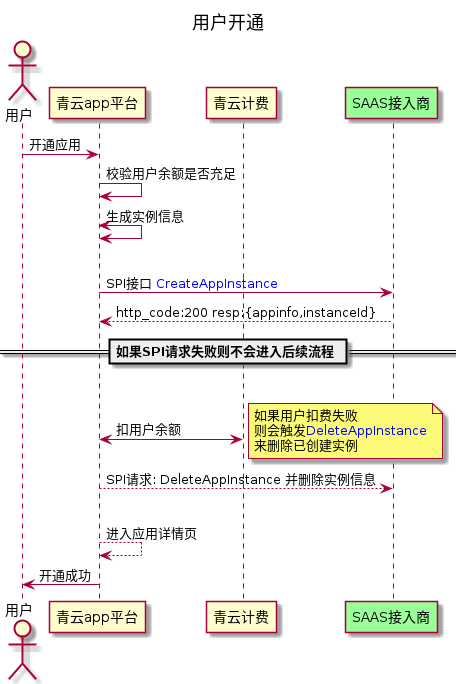 用户开通
用户
青云app平台
青云计费
SAAS接入商
开通应用
校验用户余额是否充足
生成实例信息
SPI接口 CreateAppInstance
http_code:200 resp:{appinfo,instanceId}
如果SPI请求失败则不会进入后续流程
扣用户余额
如果用户扣费失败
则会触发DeleteAppInstance
来删除已创建实例
SPI请求: DeleteAppInstance 并删除实例信息
进入应用详情页
开通成功
用户
青云app平台
青云计费
SAAS接入商